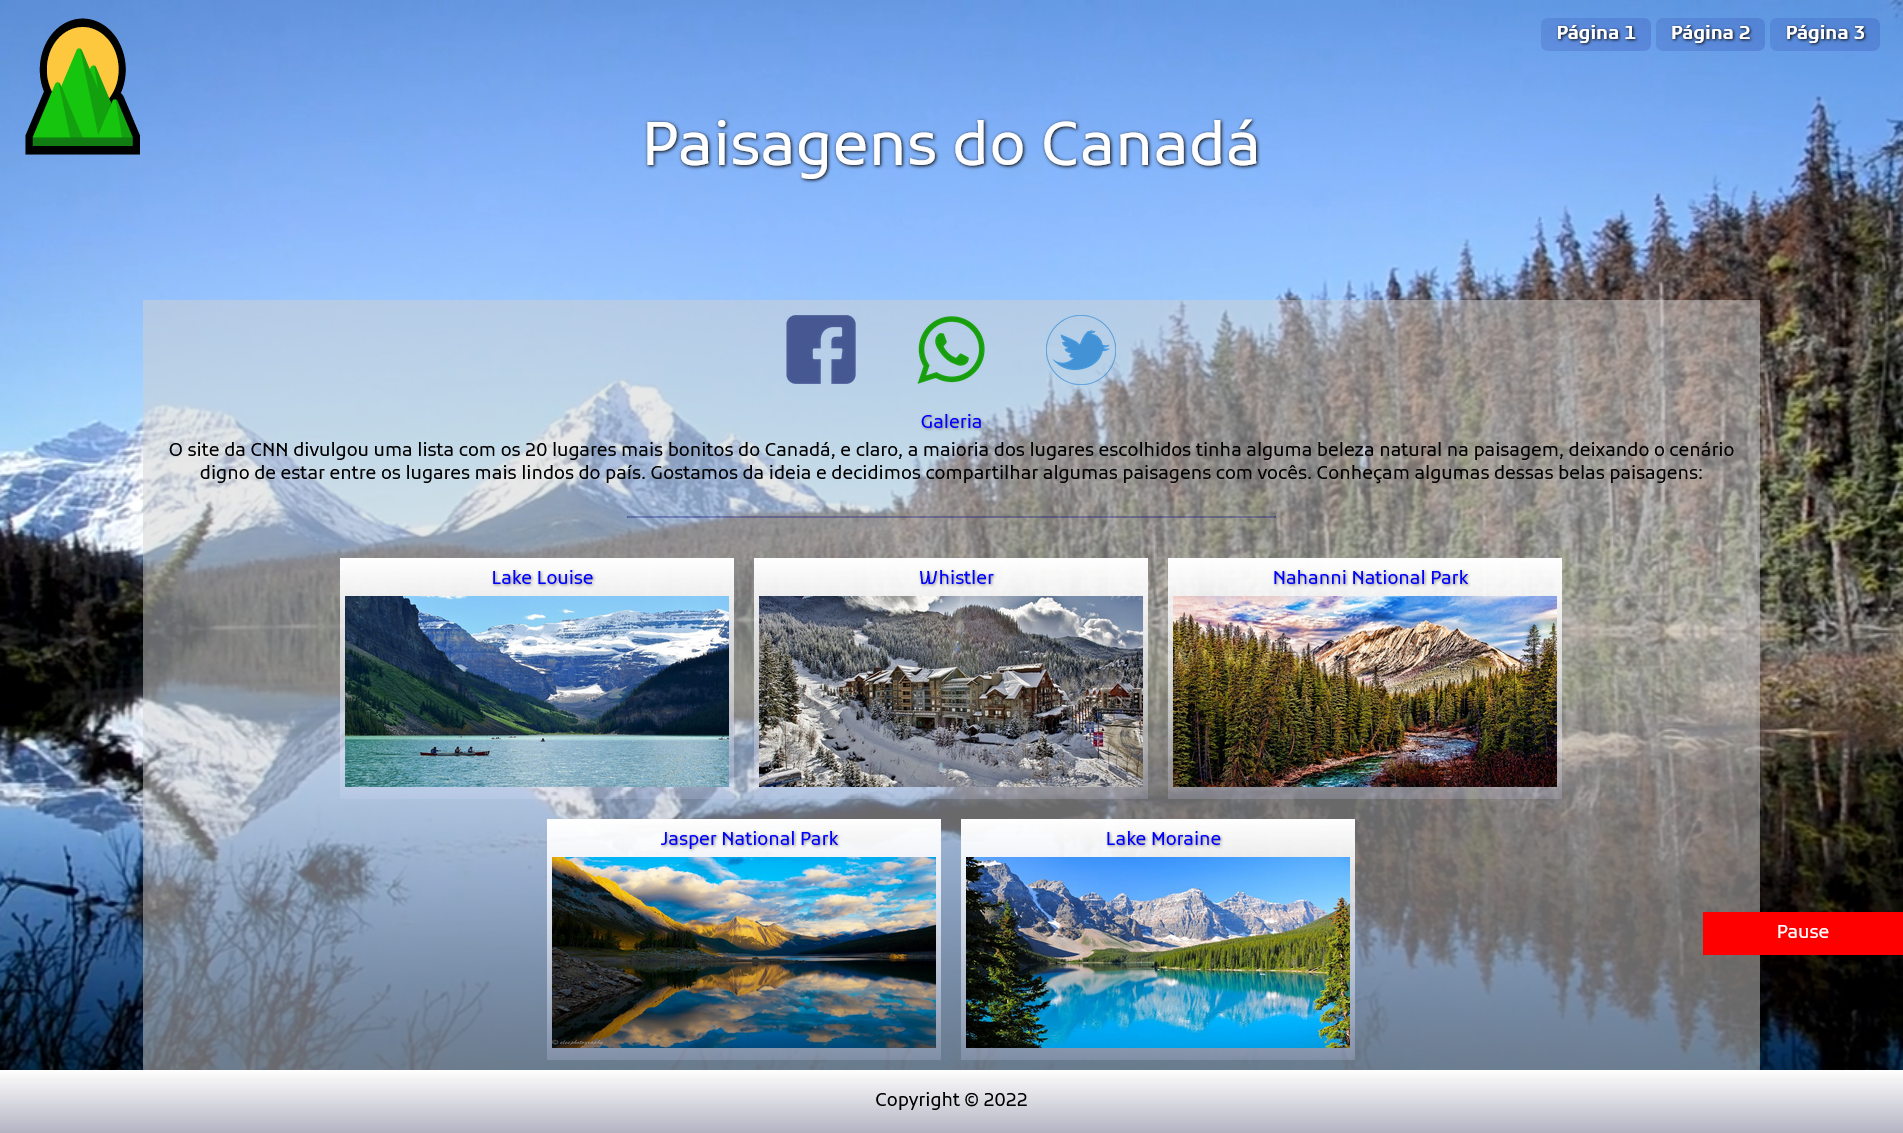 Página 1 Página 2 Página 3
Paisagens do Canadá
Galeria
O site da CNN divulgou uma lista com os 20 lugares mais bonitos do Canadá, e claro, a maioria dos lugares escolhidos tinha alguma beleza natural na paisagem, deixando o cenário
digno de estar entre os lugares mais lindos do país. Gostamos da ideia e decidimos compartilhar algumas paisagens com vocês. Conheçam algumas dessas belas paisagens:
Lake Louise
Whistler
Nahanni National Park
Jasper National Park
Lake Moraine
Pause
Copyright © 2022